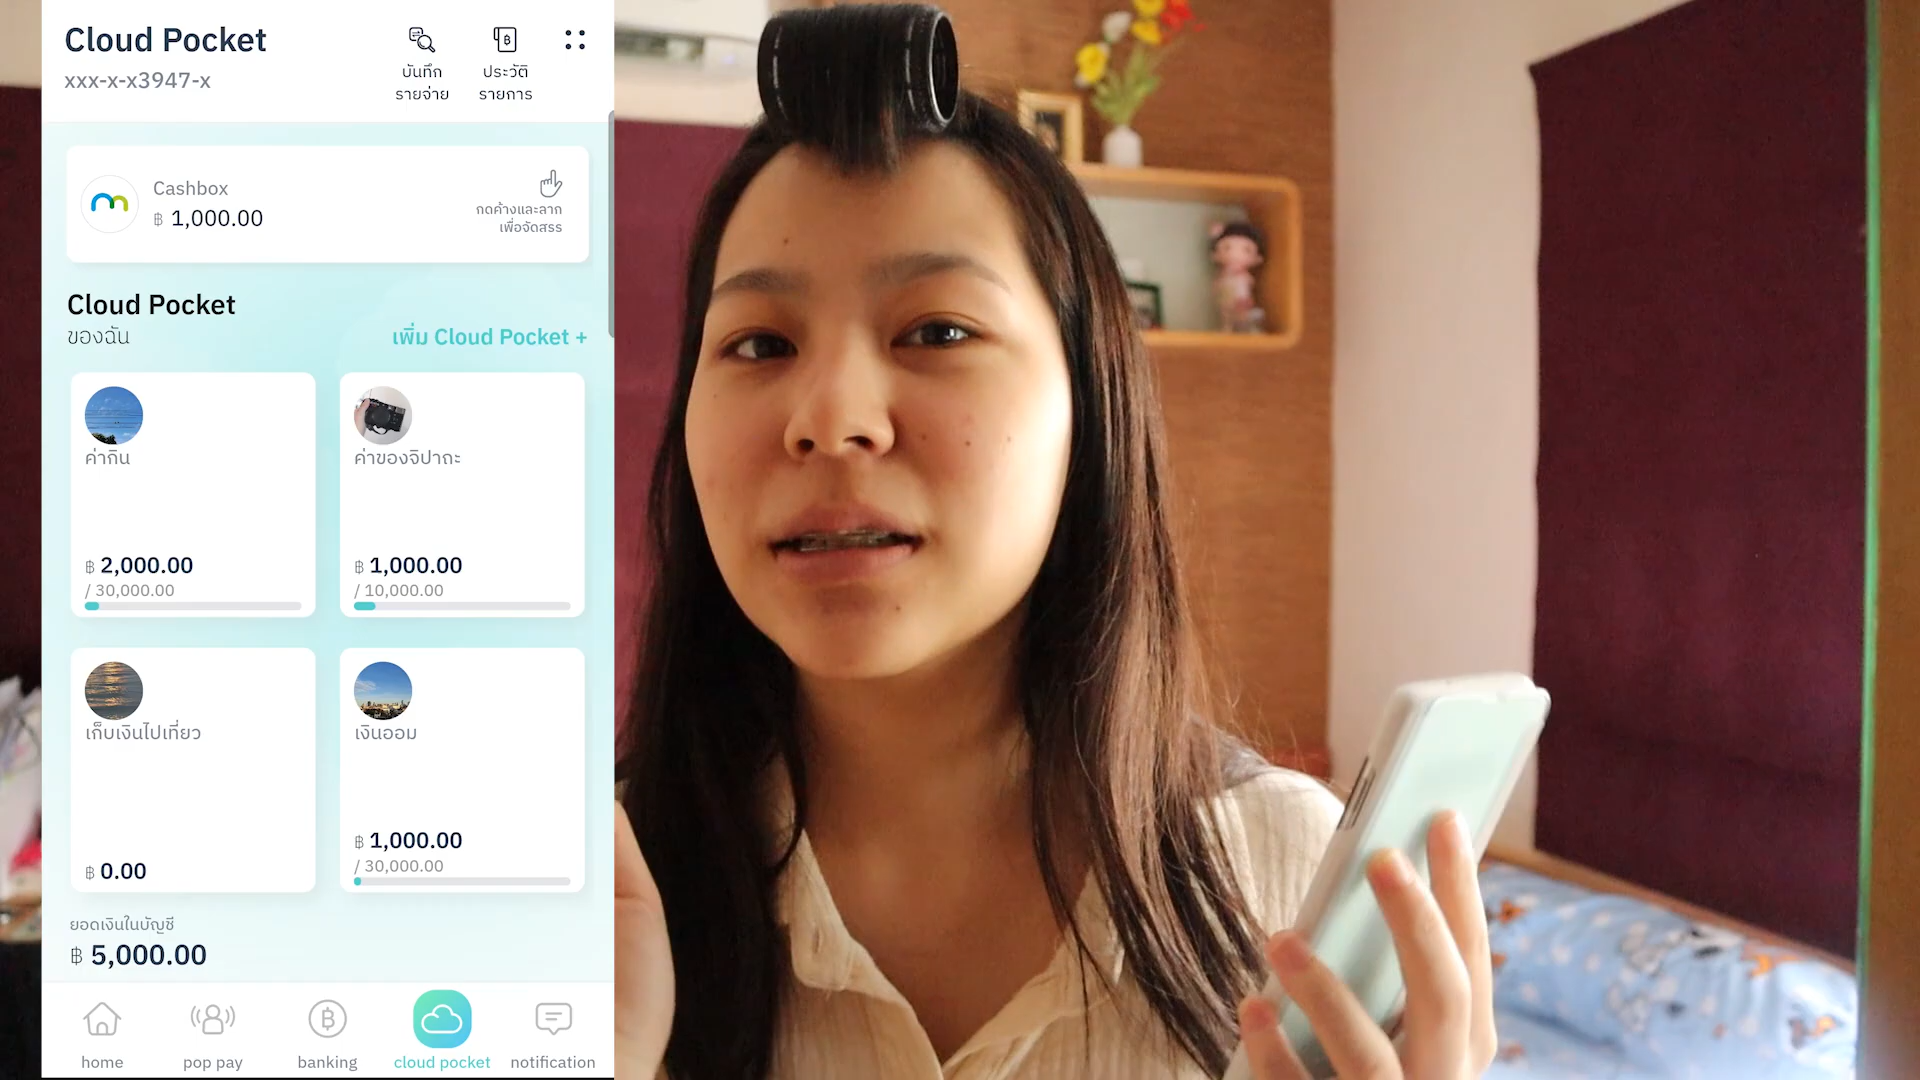 Cloud Pocket
xxx-x-x3947-x
บันทึก
รายจ่าย
ประวัติ
รายการ
Cashbox
฿ 1,000.00
กดค้างและลาก
เพื่อจัดสรร
Cloud Pocket
ของฉัน
เพิ่ม Cloud Pocket +
ค่ากิน
฿ 2,000.00
/ 30,000.00
ค่าของจิปาถะ
฿ 1,000.00
/ 10,000.00
เก็บเงินไปเที่ยว
฿ 0.00
เงินออม
฿ 1,000.00
/ 30,000.00
ยอดเงินในบัญชี
฿ 5,000.00
home
pop pay
banking
cloud pocket
notification